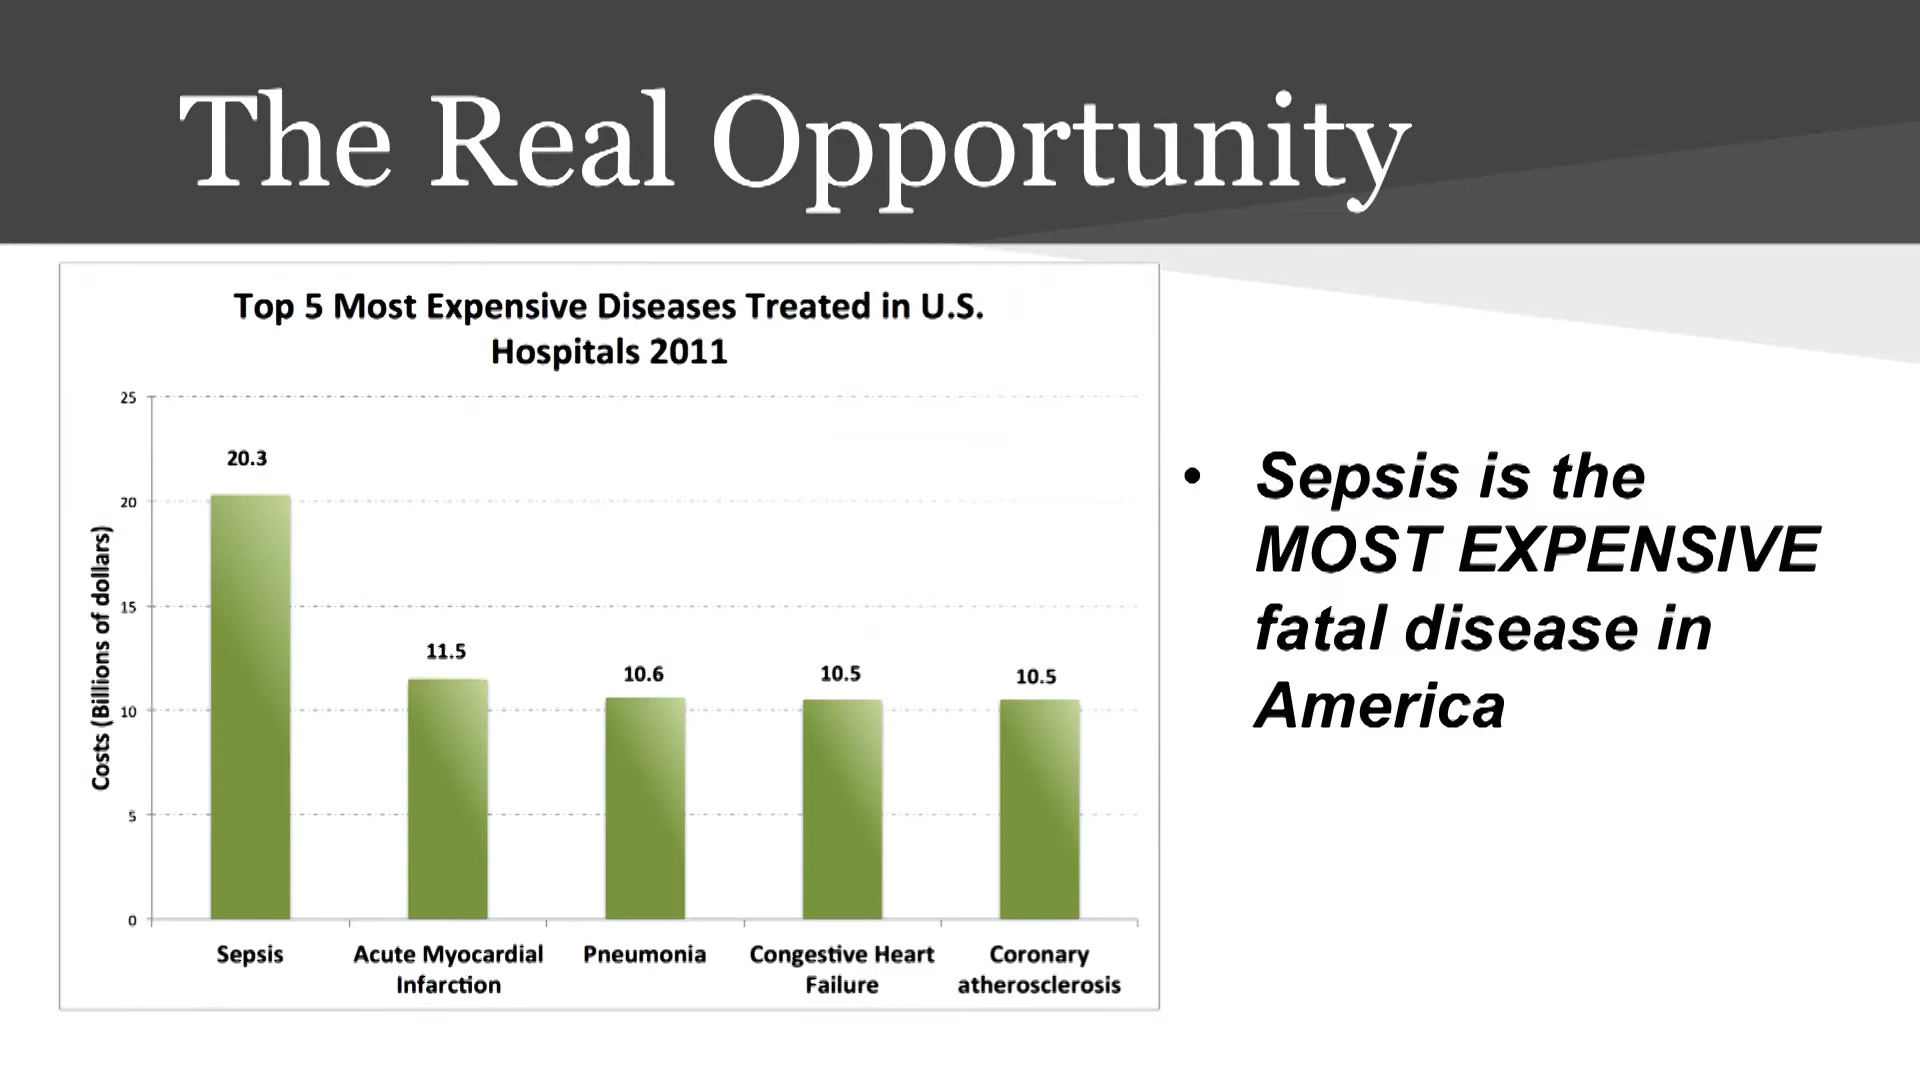 The Real Opportunity
Top 5 Most Expensive Diseases Treated in U.S.
Hospitals 2011
Costs (Billions of dollars)
25
20
15
10
5
0
20.3
11.5
10.6
10.5
10.5
Sepsis
Acute Myocardial
Infarction
Pneumonia
Congestive Heart
Failure
Coronary
atherosclerosis
• Sepsis is the
MOST EXPENSIVE
fatal disease in
America